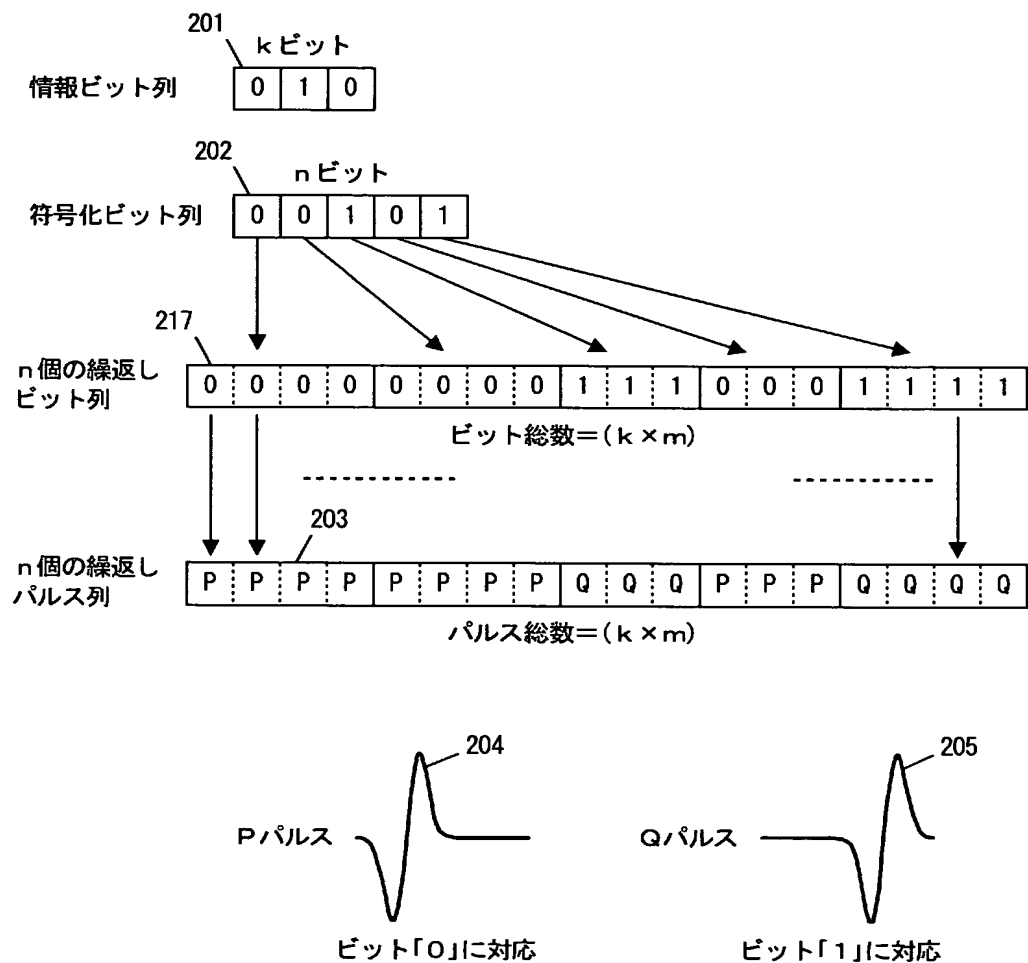 201
kビット
情報ビット列
0 1 0
202
nビット
符号化ビット列
0 0 1 0 1
217
n個の繰返し
ビット列
0 0 0 0 0 0 0 0 1 1 1 0 0 0 1 1 1 1
ビット総数=(k×m)
203
n個の繰返し
パルス列
P P P P P P P P Q Q Q P P P Q Q Q Q
パルス総数=(k×m)
204
Pパルス
ビット「0」に対応
205
Qパルス
ビット「1」に対応